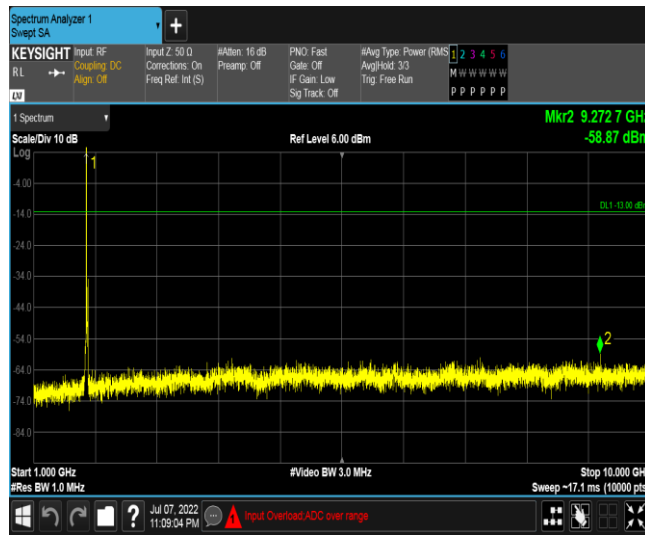 Spectrum Analyzer 1
Swept SA
+
KEYSIGHT
RL
LXI
Input: RF
Coupling: DC
Align: Off
Input Z: 50 Ω
Corrections: On
Freq Ref: Int (S)
#Atten: 16 dB
Preamp: Off
PNO: Fast
Gate: Off
IF Gain: Low
Sig Track: Off
#Avg Type: Power (RMS
Avg|Hold: 3/3
Trig: Free Run
1 2 3 4 5 6
M W W W W W
P P P P P P
1 Spectrum
Mkr2 9.272 7 GH
Scale/Div 10 dB
Ref Level 6.00 dBm
-58.87 dBn
Log
1
-4.00
DL1 -13.00 dBr
-14.0
-24.0
-34.0
-44.0
-54.0
2
-64.0
-74.0
-84.0
Start 1.000 GHz
#Video BW 3.0 MHz
Stop 10.000 GH
#Res BW 1.0 MHz
Sweep ~17.1 ms (10000 pts
?
Jul 07, 2022
11:09:04 PM
Input Overload;ADC over range